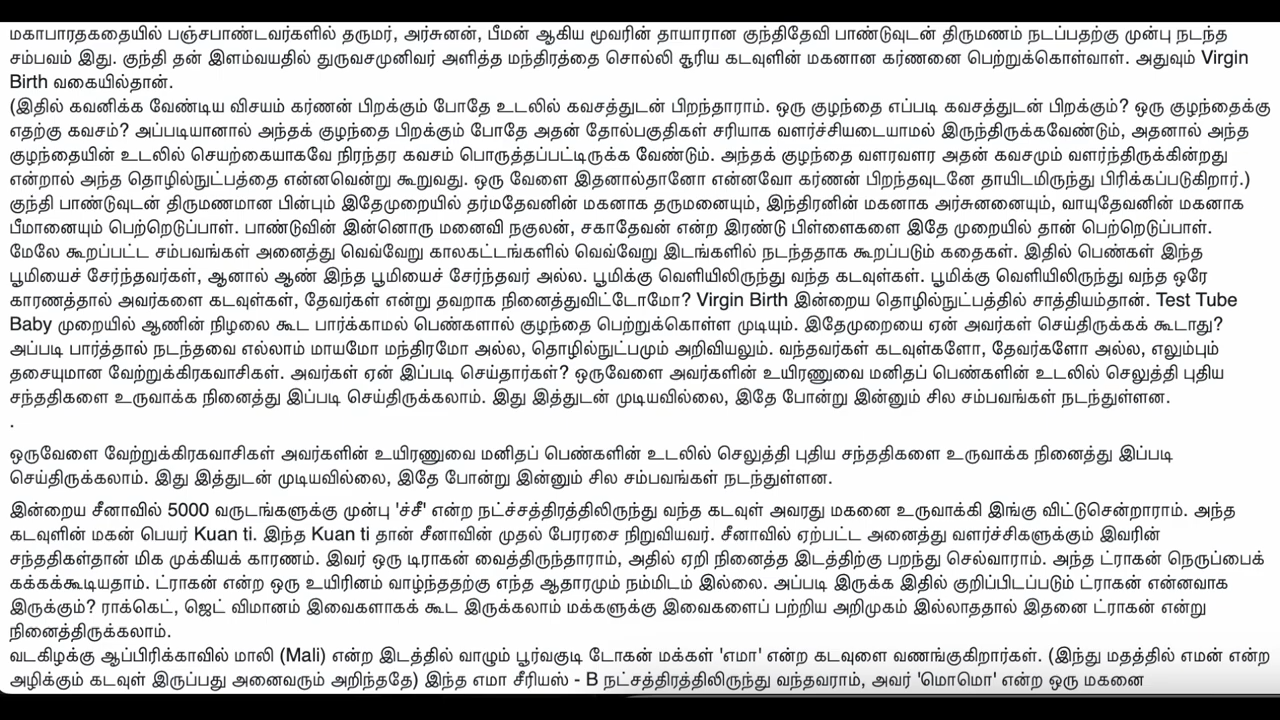 மகாபாரதகதையில் பஞ்சபாண்டவர்களில் தருமர், அர்சுனன், பீமன் ஆகிய மூவரின் தாயாரான குந்திதேவி பாண்டுவுடன் திருமணம் நடப்பதற்கு முன்பு நடந்த
சம்பவம் இது. குந்தி தன் இளம்வயதில் துருவசமுனிவர் அளித்த மந்திரத்தை சொல்லி சூரிய கடவுளின் மகனான கர்ணனை பெற்றுக்கொள்வாள். அதுவும் Virgin
Birth வகையில்தான்.
(இதில் கவனிக்க வேண்டிய விசயம் கர்ணன் பிறக்கும் போதே உடலில் கவசத்துடன் பிறந்தாராம். ஒரு குழந்தை எப்படி கவசத்துடன் பிறக்கும்? ஒரு குழந்தைக்கு
எதற்கு கவசம்? அப்படியானால் அந்தக் குழந்தை பிறக்கும் போதே அதன் தோல்பகுதிகள் சரியாக வளர்ச்சியடையாமல் இருந்திருக்கவேண்டும், அதனால் அந்த
குழந்தையின் உடலில் செயற்கையாகவே நிரந்தர கவசம் பொருத்தப்பட்டிருக்க வேண்டும். அந்தக் குழந்தை வளரவளர அதன் கவசமும் வளர்ந்திருக்கின்றது
என்றால் அந்த தொழில்நுட்பத்தை என்னவென்று கூறுவது. ஒரு வேளை இதனால்தானோ என்னவோ கர்ணன் பிறந்தவுடனே தாயிடமிருந்து பிரிக்கப்படுகிறார்.)
குந்தி பாண்டுவுடன் திருமணமான பின்பும் இதேமுறையில் தர்மதேவனின் மகனாக தருமனையும், இந்திரனின் மகனாக அர்சுனனையும், வாயுதேவனின் மகனாக
பீமானையும் பெற்றெடுப்பாள். பாண்டுவின் இன்னொரு மனைவி நகுலன், சகாதேவன் என்ற இரண்டு பிள்ளைகளை இதே முறையில் தான் பெற்றெடுப்பாள்.
மேலே கூறப்பட்ட சம்பவங்கள் அனைத்து வெவ்வேறு காலகட்டங்களில் வெவ்வேறு இடங்களில் நடந்ததாக கூறப்படும் கதைகள். இதில் பெண்கள் இந்த
பூமியைச் சேர்ந்தவர்கள், ஆனால் ஆண் இந்த பூமியைச் சேர்ந்தவர் அல்ல. பூமிக்கு வெளியிலிருந்து வந்த கடவுள்கள். பூமிக்கு வெளியிலிருந்து வந்த ஒரே
காரணத்தால் அவர்களை கடவுள்கள், தேவர்கள் என்று தவறாக நினைத்துவிட்டோமோ? Virgin Birth இன்றைய தொழில்நுட்பத்தில் சாத்தியம்தான். Test Tube
Baby முறையில் ஆணின் நிழலை கூட பார்க்காமல் பெண்களால் குழந்தை பெற்றுக்கொள்ள முடியும். இதேமுறையை ஏன் அவர்கள் செய்திருக்கக் கூடாது?
அப்படி பார்த்தால் நடந்தவை எல்லாம் மாயமோ மந்திரமோ அல்ல, தொழில்நுட்பமும் அறிவியலும். வந்தவர்கள் கடவுள்களோ, தேவர்களோ அல்ல, எலும்பும்
தசையுமான வேற்றுக்கிரகவாசிகள். அவர்கள் ஏன் இப்படி செய்தார்கள்? ஒருவேளை அவர்களின் உயிரணுவை மனிதப் பெண்களின் உடலில் செலுத்தி புதிய
சந்ததிகளை உருவாக்க நினைத்து இப்படி செய்திருக்கலாம். இது இத்துடன் முடியவில்லை, இதே போன்று இன்னும் சில சம்பவங்கள் நடந்துள்ளன.
.
ஒருவேளை வேற்றுக்கிரகவாசிகள் அவர்களின் உயிரணுவை மனிதப் பெண்களின் உடலில் செலுத்தி புதிய சந்ததிகளை உருவாக்க நினைத்து இப்படி
செய்திருக்கலாம். இது இத்துடன் முடியவில்லை, இதே போன்று இன்னும் சில சம்பவங்கள் நடந்துள்ளன.
இன்றைய சீனாவில் 5000 வருடங்களுக்கு முன்பு 'ச்சீ' என்ற நட்ச்சத்திரத்திலிருந்து வந்த கடவுள் அவரது மகனை உருவாக்கி இங்கு விட்டுசென்றாராம். அந்த
கடவுளின் மகன் பெயர் Kuan ti. இந்த Kuan ti தான் சீனாவின் முதல் பேரரசை நிறுவியவர். சீனாவில் ஏற்பட்ட அனைத்து வளர்ச்சிகளுக்கும் இவரின்
சந்ததிகள்தான் மிக முக்கியக் காரணம். இவர் ஒரு டிராகன் வைத்திருந்தாராம், அதில் ஏறி நினைத்த இடத்திற்கு பறந்து செல்வாராம். அந்த ட்ராகன் நெருப்பைக்
கக்கக்கூடியதாம். ட்ராகன் என்ற ஒரு உயிரினம் வாழ்ந்ததற்கு எந்த ஆதாரமும் நம்மிடம் இல்லை. அப்படி இருக்க இதில் குறிப்பிடப்படும் ட்ராகன் என்னவாக
இருக்கும்? ராக்கெட், ஜெட் விமானம் இவைகளாகக் கூட இருக்கலாம் மக்களுக்கு இவைகளைப் பற்றிய அறிமுகம் இல்லாததால் இதனை ட்ராகன் என்று
நினைத்திருக்கலாம்.
வடகிழக்கு ஆப்பிரிக்காவில் மாலி (Mali) என்ற இடத்தில் வாழும் பூர்வகுடி டோகன் மக்கள் 'எமா' என்ற கடவுளை வணங்குகிறார்கள். (இந்து மதத்தில் எமன் என்ற
அழிக்கும் கடவுள் இருப்பது அனைவரும் அறிந்ததே) இந்த எமா சீரியஸ் - B நட்சத்திரத்திலிருந்து வந்தவராம், அவர் 'மொமொ' என்ற ஒரு மகனை